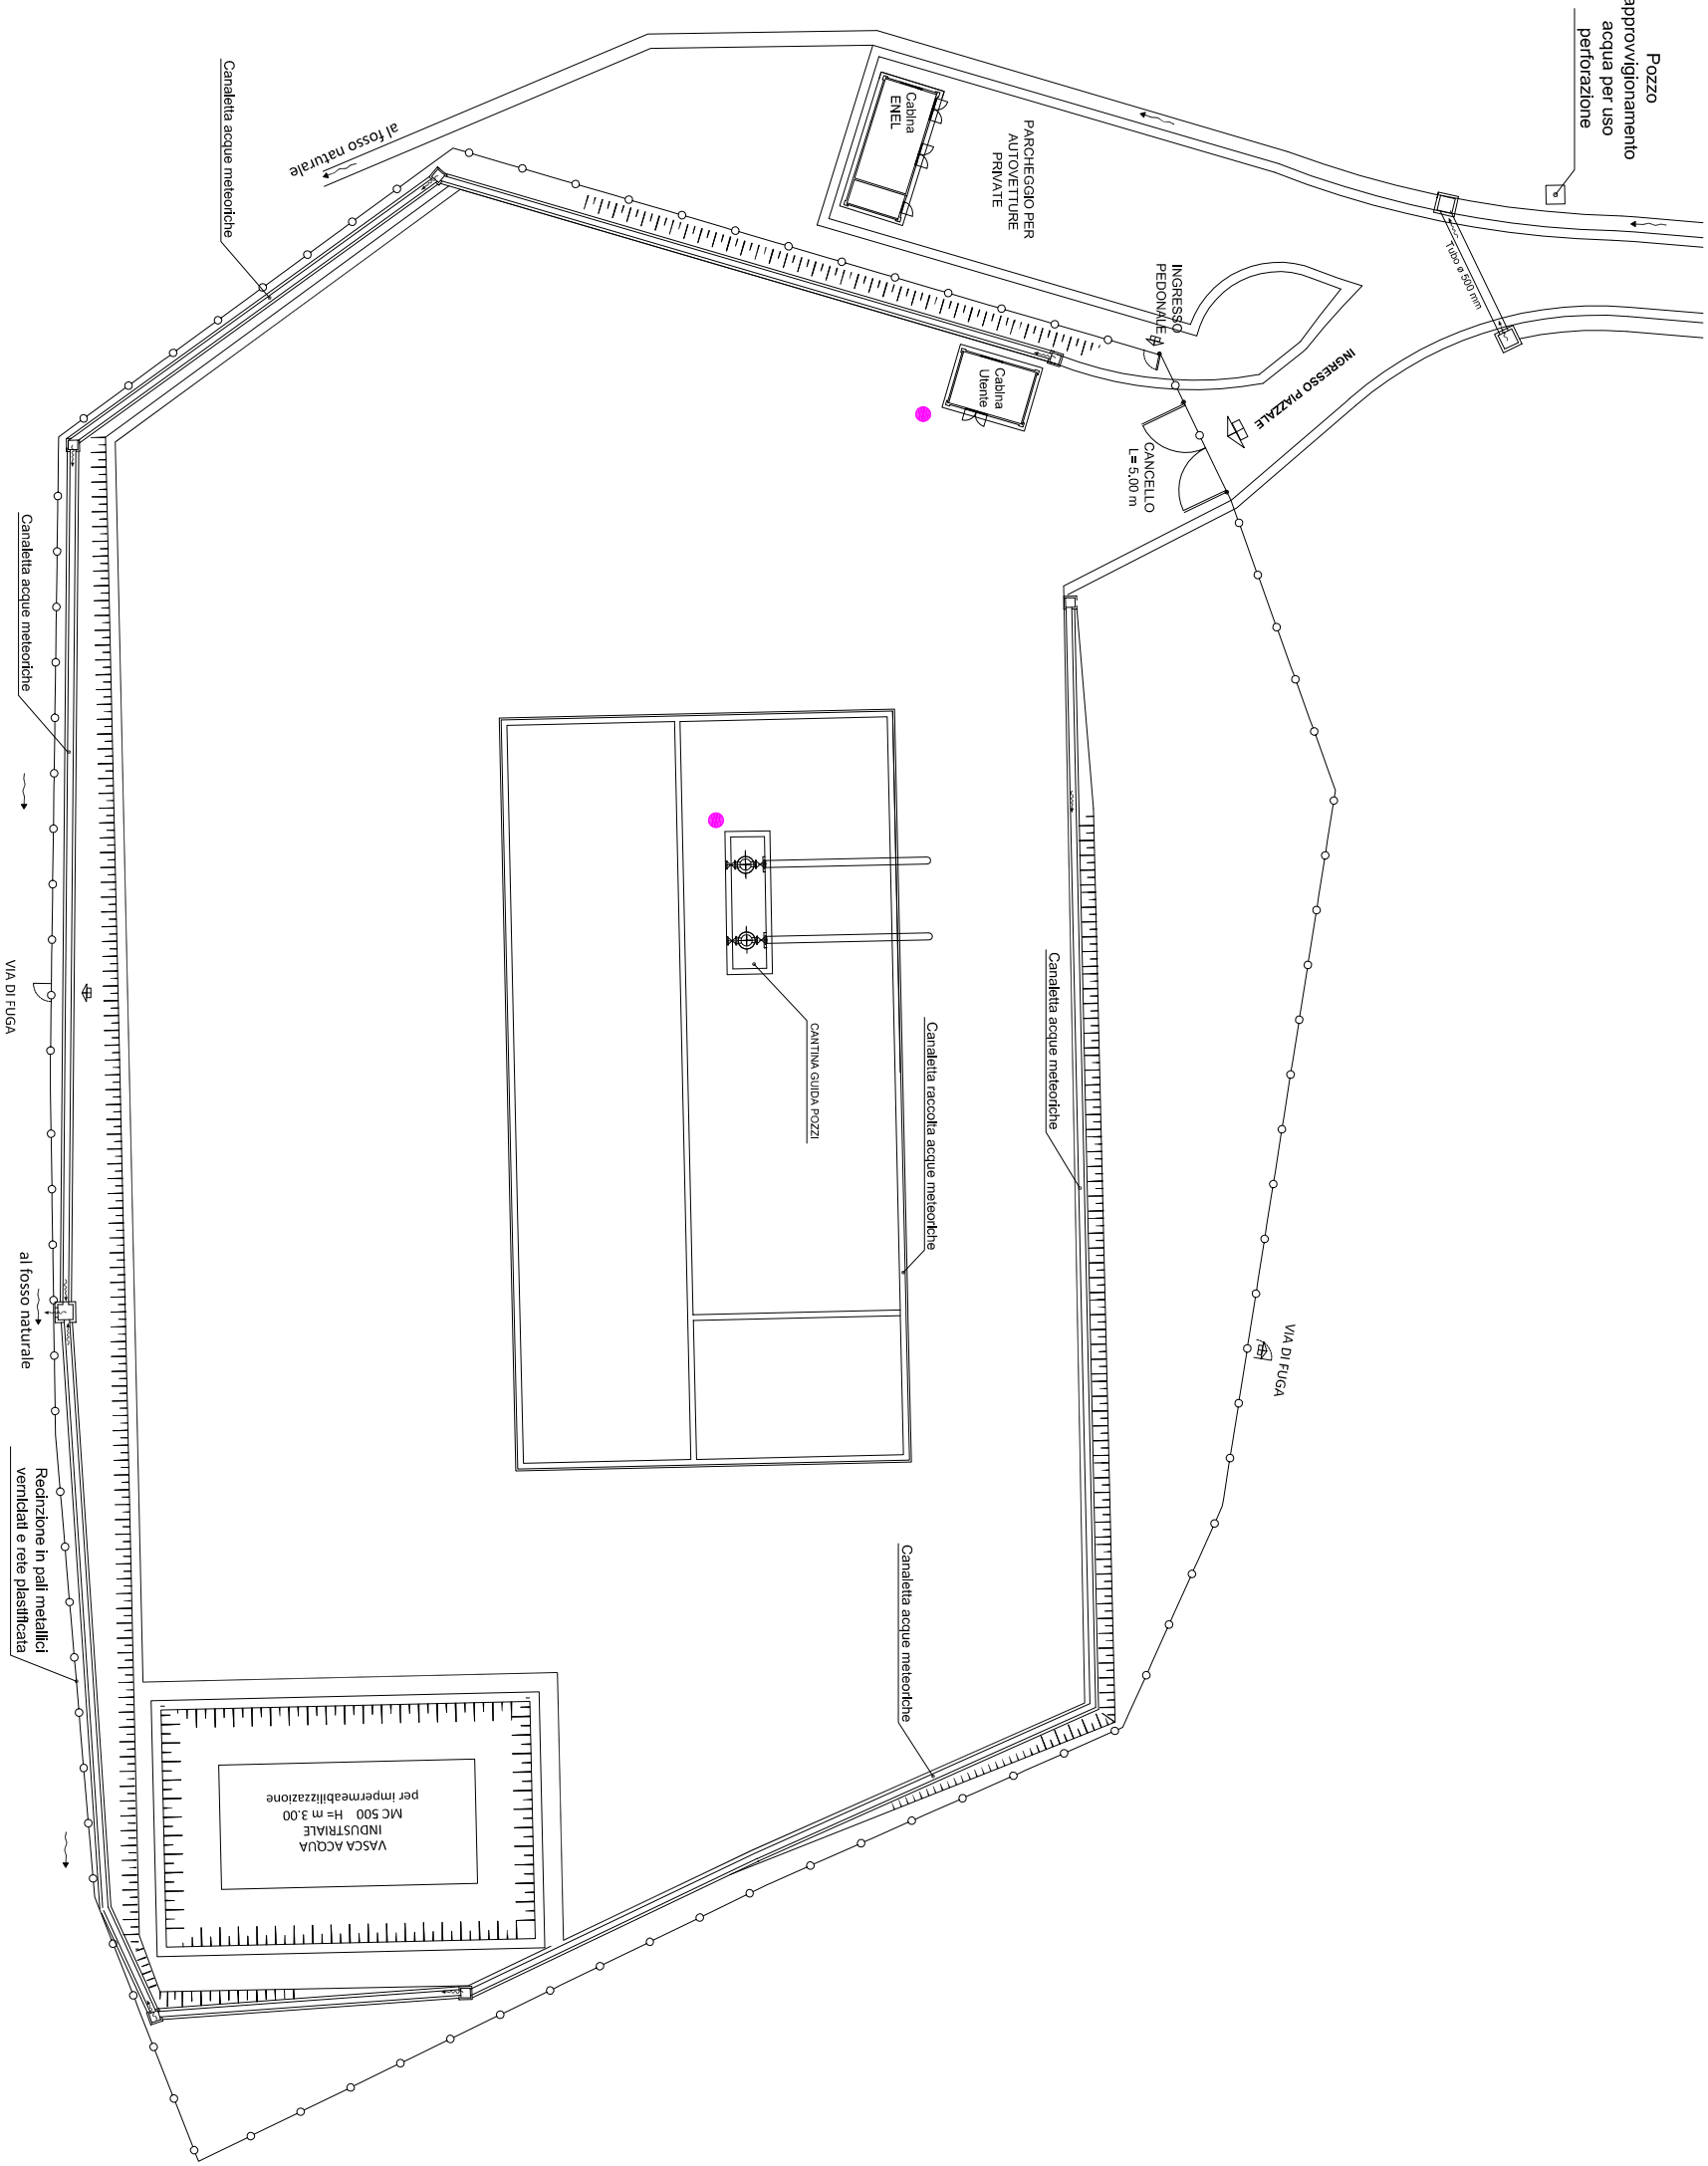 Pozzo
approvvigionamento
acqua per uso
perforazione
Tubo ø 500 mm
Cabina
ENEL
PARCHEGGIO PER
AUTOVETTURE
PRIVATE
INGRESSO
PEDONALE
INGRESSO PIAZZALE
CANCELLO
L= 5,00 m
Cabina
Utente
al fosso naturale
Canaletta acque meteoriche
Canaletta acque meteoriche
VIA DI FUGA
al fosso naturale
Recinzione in pali metallici
verniciati e rete plastificata
CANTINA GUIDA POZZI
Canaletta raccolta acque meteoriche
Canaletta acque meteoriche
VIA DI FUGA
Canaletta acque meteoriche
VASCA ACQUA
INDUSTRIALE
MC 500 H= m 3.00
per impermeabilizzazione